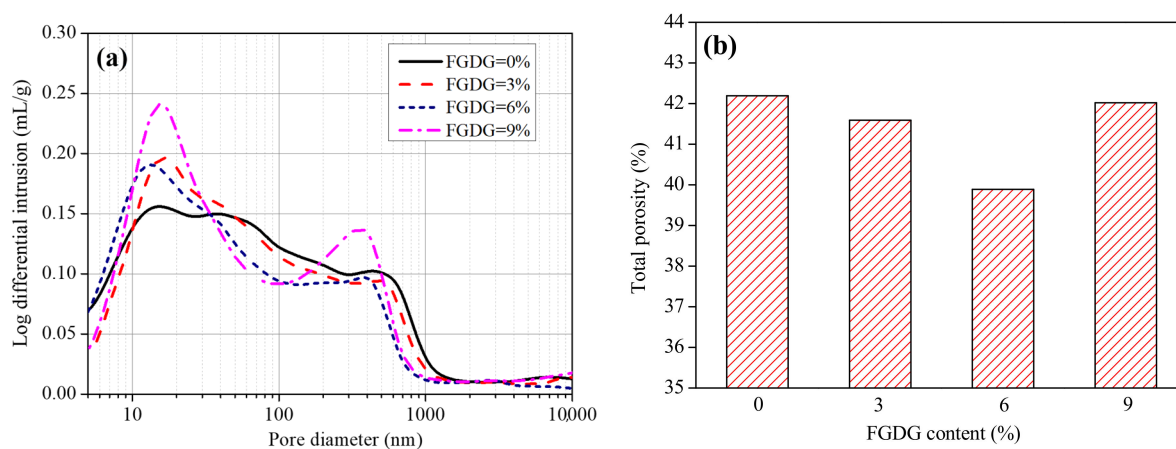 (a)
Log differential intrusion (mL/g)
0.30
0.25
0.20
0.15
0.10
0.05
0.00
FGDG=0%
FGDG=3%
FGDG=6%
FGDG=9%
10
100
1000
10,000
Pore diameter (nm)
(b)
Total porosity (%)
44
43
42
41
40
39
38
37
36
35
0
3
6
9
FGDG content (%)